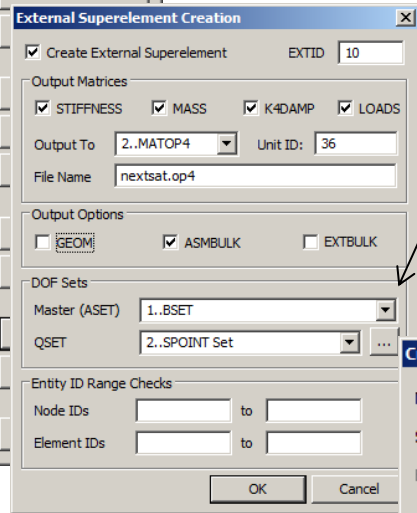 External Superelement Creation
Create External Superelement EXTID 10
Output Matrices
STIFFNESS MASS K4DAMP LOADS
Output To 2..MATOP4 Unit ID: 36
File Name nextsat.op4
Output Options
GEOM ASMBULK EXTBULK
DOF Sets
Master (ASET) 1..BSET
QSET 2..SPOINT Set ...
Entity ID Range Checks
Node IDs to
Element IDs to
OK Cancel